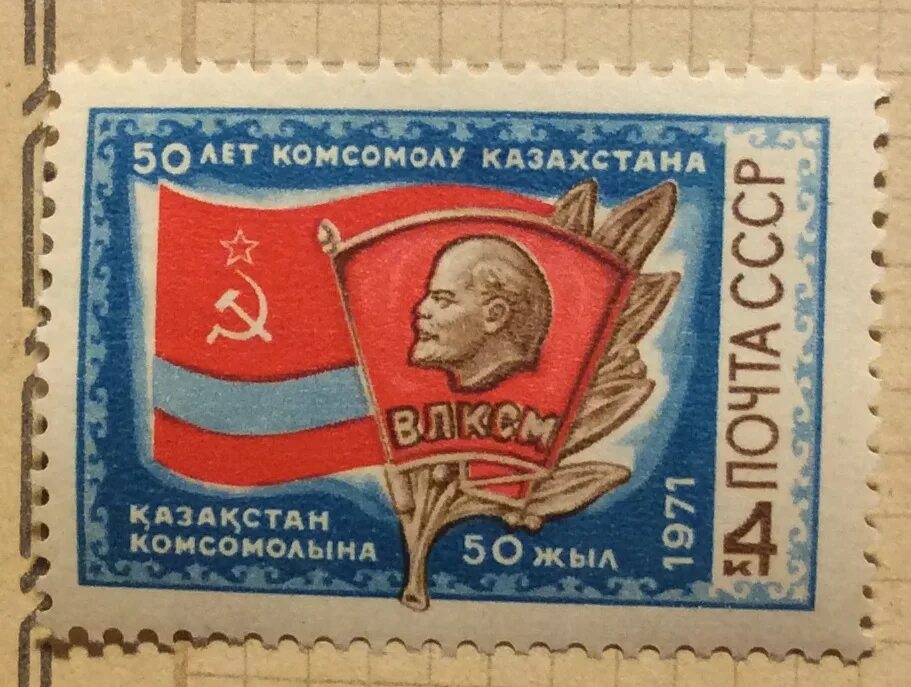 50 ЛЕТ КОМСОМОЛУ КАЗАХСТАНА
ВЛКСМ
ҚАЗАҚСТАН
КОМСОМОЛЫНА 50 ЖЫЛ
1971
4 К ПОЧТА СССР